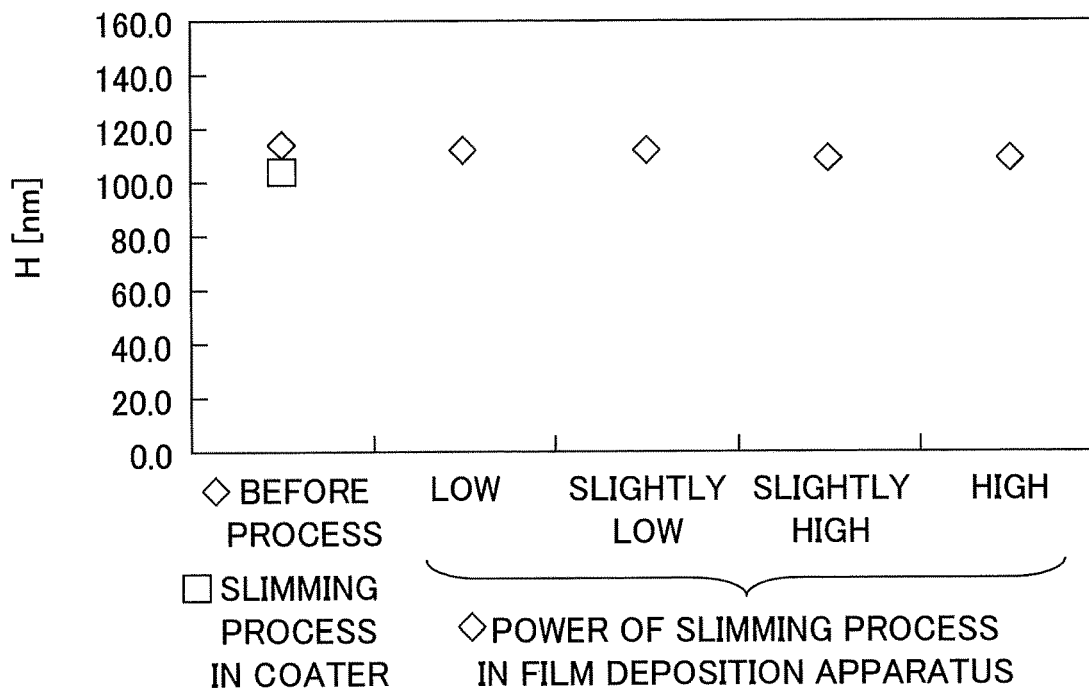 160.0
140.0
120.0
100.0
80.0
60.0
40.0
20.0
0.0
H [nm]
◇ BEFORE PROCESS
LOW
SLIGHTLY LOW
SLIGHTLY HIGH
HIGH
□ SLIMMING
PROCESS
IN COATER
◇ POWER OF SLIMMING PROCESS
IN FILM DEPOSITION APPARATUS